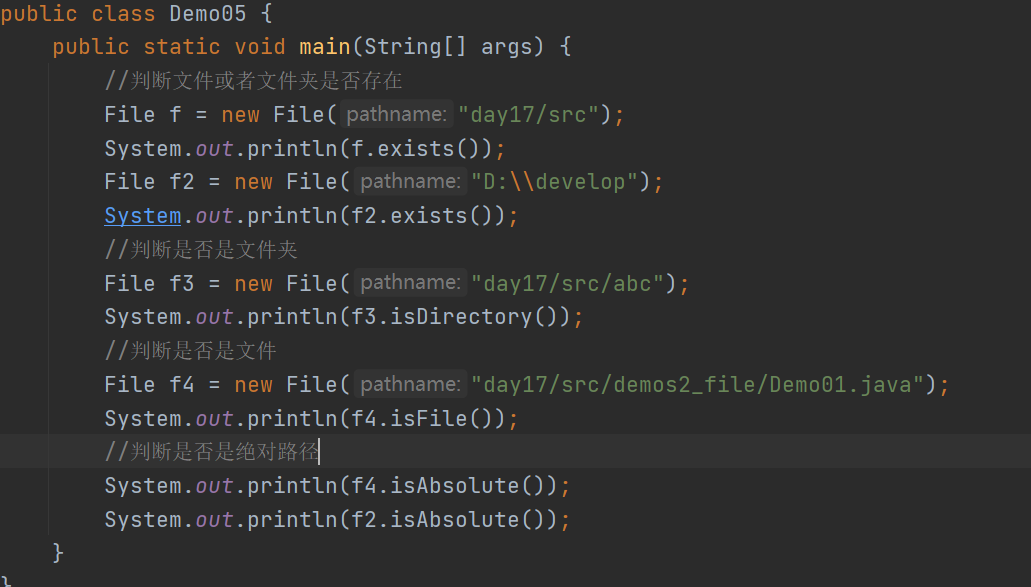 public class Demo05 {
public static void main(String[] args) {
//判断文件或者文件夹是否存在
File f = new File( pathname: "day17/src");
System.out.println(f.exists());
File f2 = new File( pathname: "D:\\develop");
System.out.println(f2.exists());
//判断是否是文件夹
File f3 = new File( pathname: "day17/src/abc");
System.out.println(f3.isDirectory());
//判断是否是文件
File f4 = new File( pathname: "day17/src/demos2_file/Demo01.java");
System.out.println(f4.isFile());
//判断是否是绝对路径
System.out.println(f4.isAbsolute());
System.out.println(f2.isAbsolute());
}
}